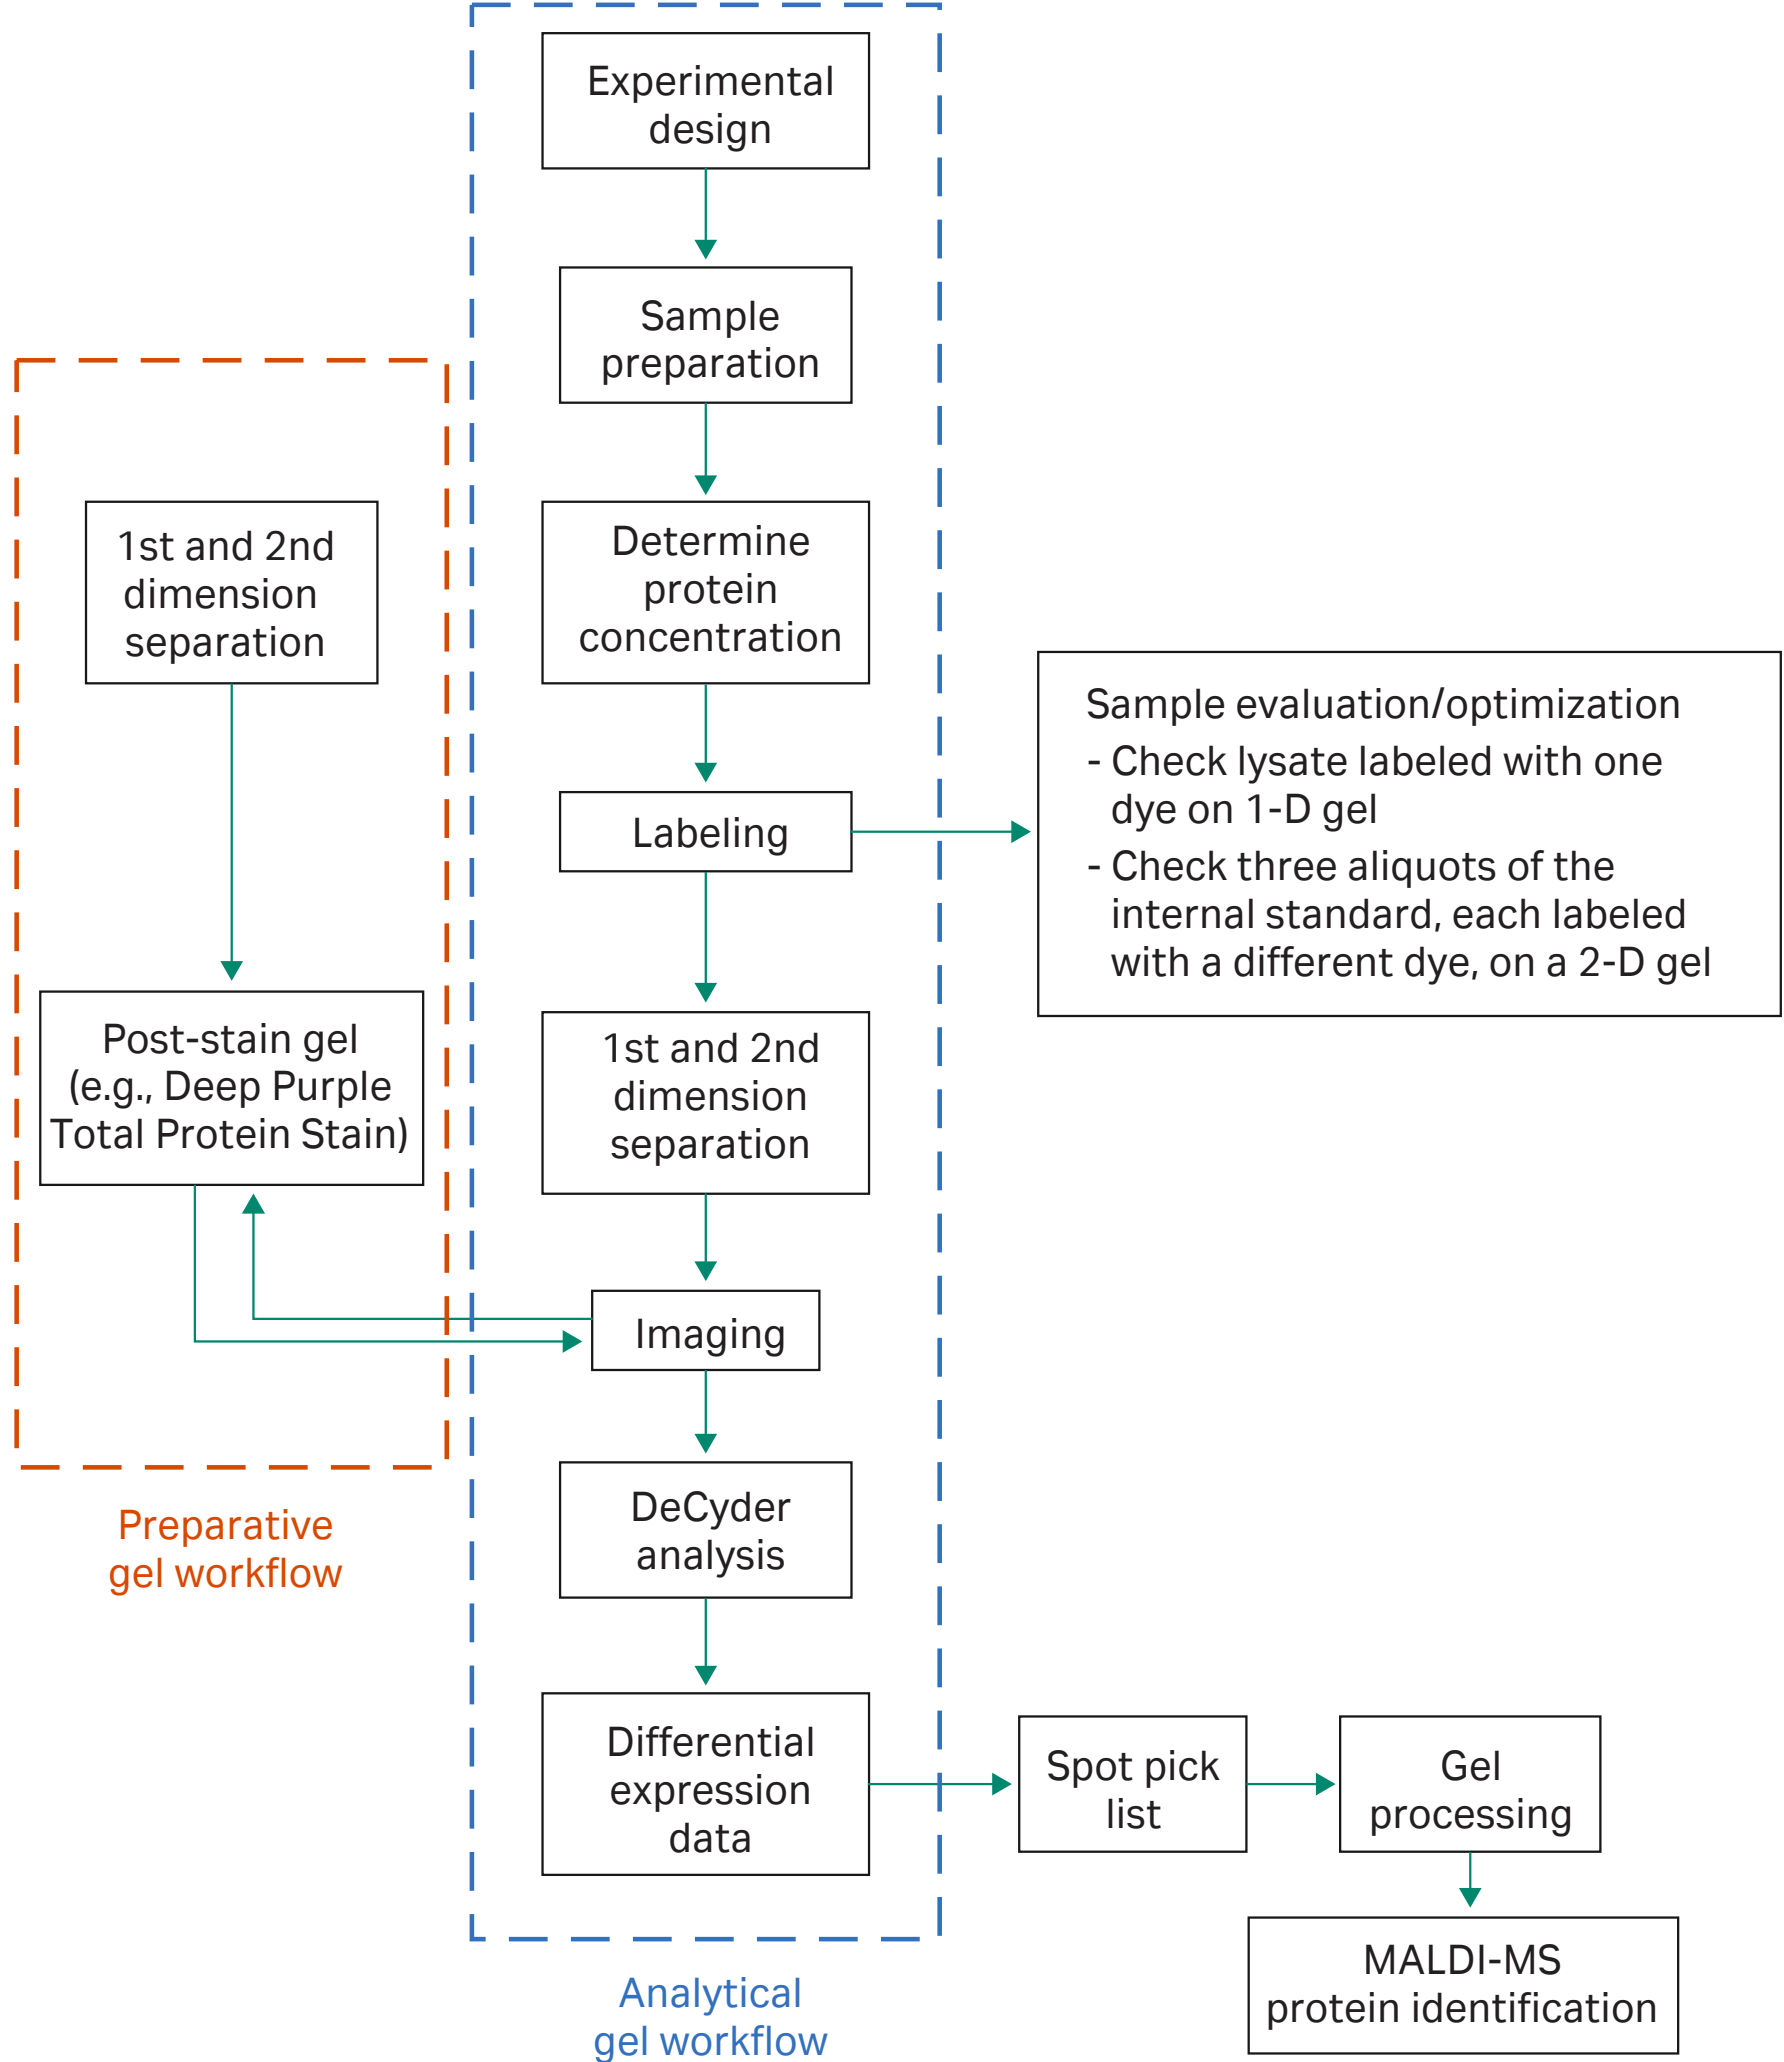 Experimental
design
Sample
preparation
Determine
protein
concentration
Labeling
Sample evaluation/optimization
- Check lysate labeled with one
dye on 1-D gel
- Check three aliquots of the
internal standard, each labeled
with a different dye, on a 2-D gel
1st and 2nd
dimension
separation
Imaging
DeCyder
analysis
Differential
expression
data
Spot pick
list
Gel
processing
MALDI-MS
protein identification
Analytical
gel workflow
1st and 2nd
dimension
separation
Post-stain gel
(e.g., Deep Purple
Total Protein Stain)
Preparative
gel workflow